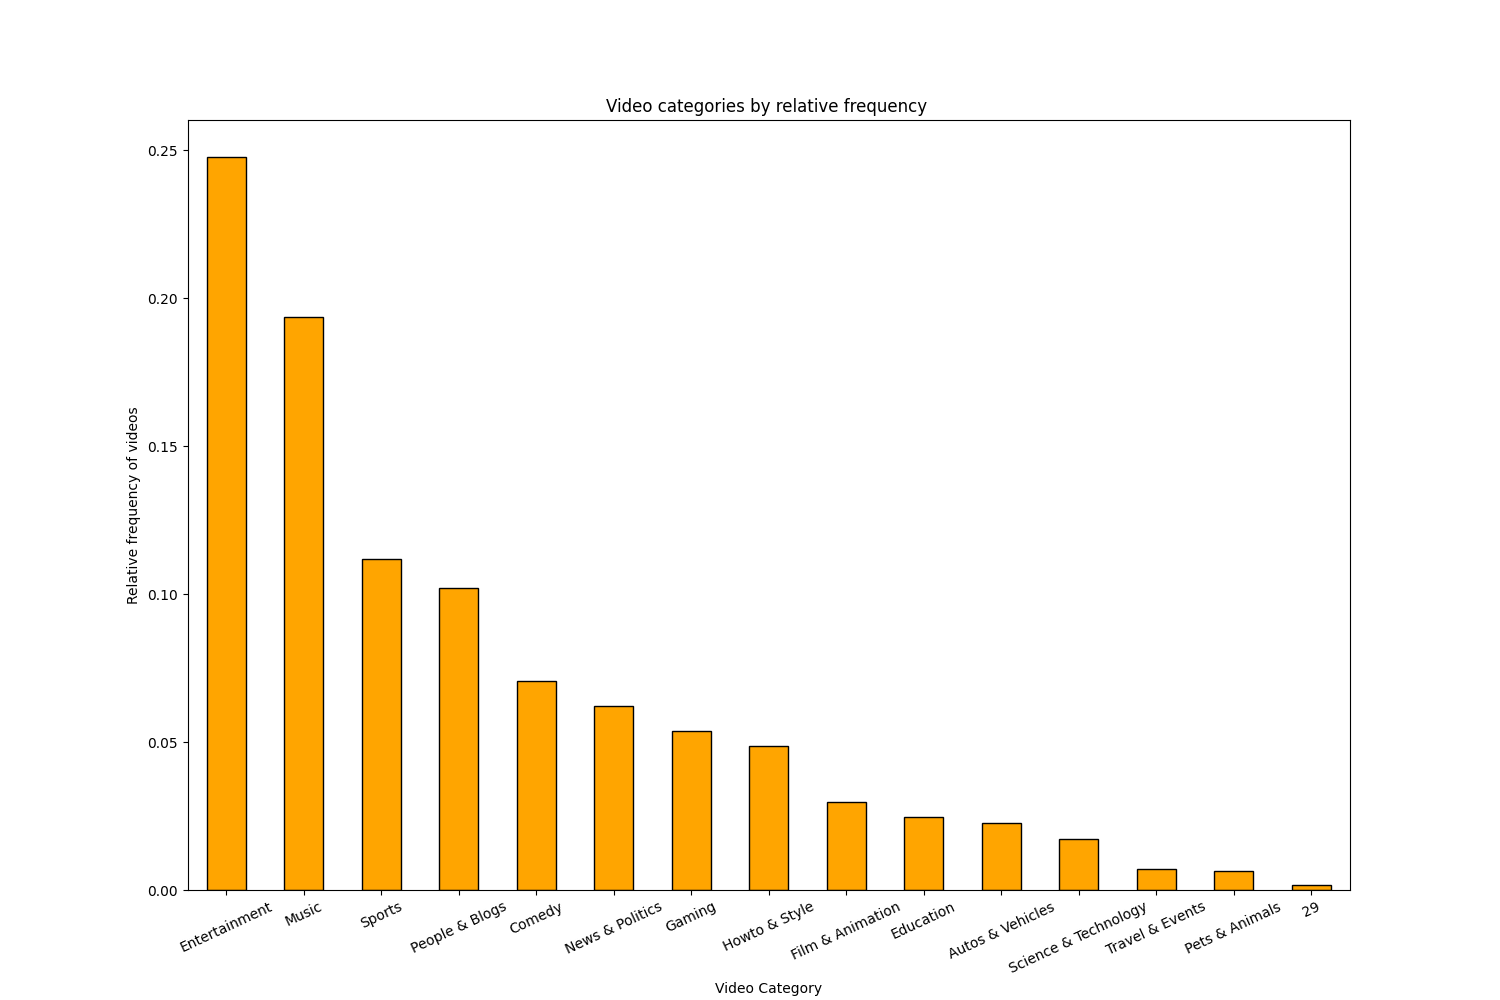 Video categories by relative frequency
0.25
0.20
0.15
0.10
0.05
0.00
Relative frequency of videos
Entertainment
Music
Sports
People & Blogs
Comedy
News & Politics
Gaming
Howto & Style
Film & Animation
Education
Autos & Vehicles
Science & Technology
Travel & Events
Pets & Animals
29
Video Category